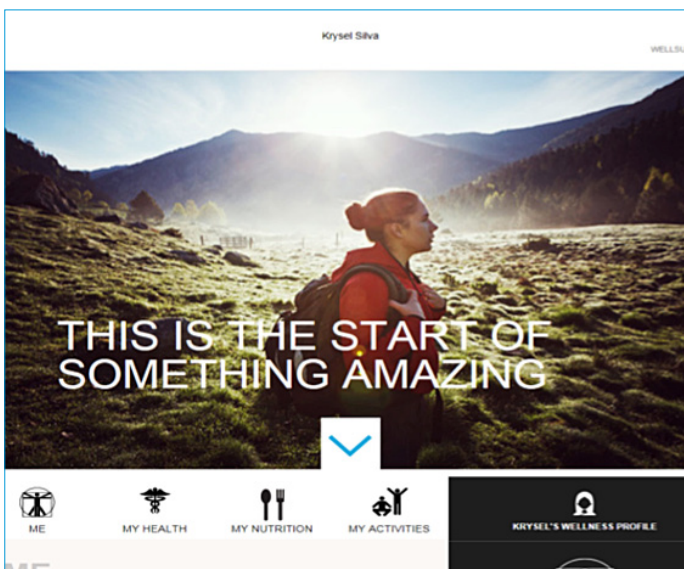 Krysel Silva
THIS IS THE START OF
SOMETHING AMAZING
ME
MY HEALTH
MY NUTRITION
MY ACTIVITIES
KRYSEL'S WELLNESS PROFILE
ME